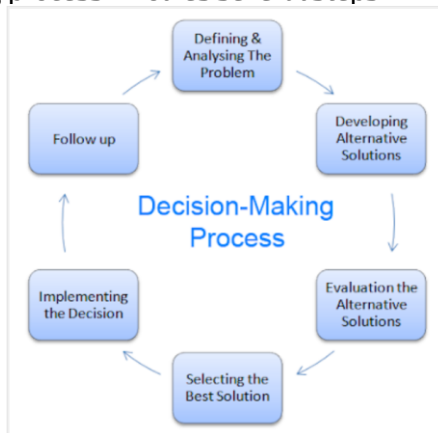 Defining &
Analysing The
Problem
Developing
Alternative
Solutions
Evaluation the
Alternative
Solutions
Selecting the
Best Solution
Implementing
the Decision
Follow up
Decision-Making
Process